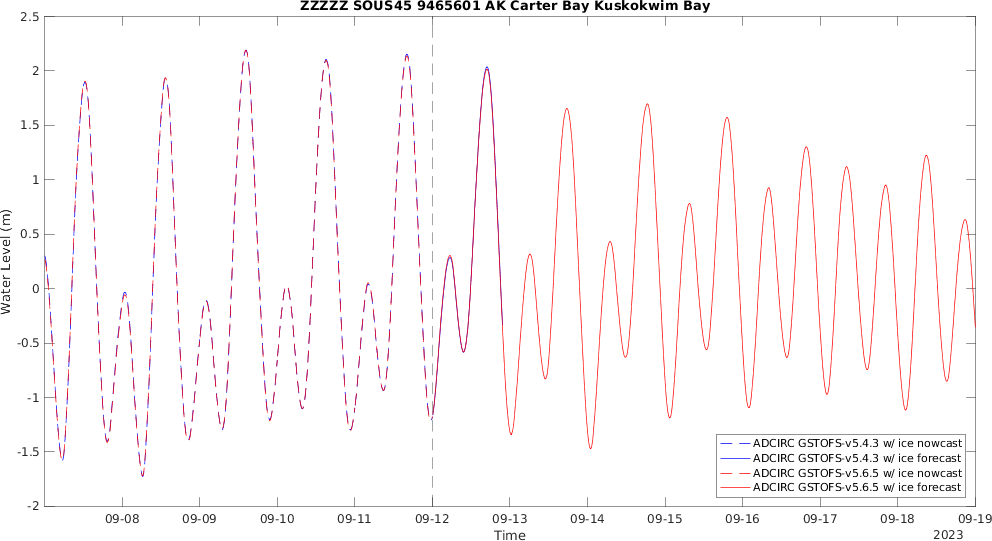 ZZZZZ SOUS45 9465601 AK Carter Bay Kuskokwim Bay
2.5
2
1.5
1
0.5
0
-0.5
-1
-1.5
-2
Water Level (m)
ADCIRC GSTOFS-v5.4.3 w/ ice nowcast
ADCIRC GSTOFS-v5.4.3 w/ ice forecast
ADCIRC GSTOFS-v5.6.5 w/ ice nowcast
ADCIRC GSTOFS-v5.6.5 w/ ice forecast
09-08 09-09 09-10 09-11 09-12 09-13 09-14 09-15 09-16 09-17 09-18 09-19
Time
2023